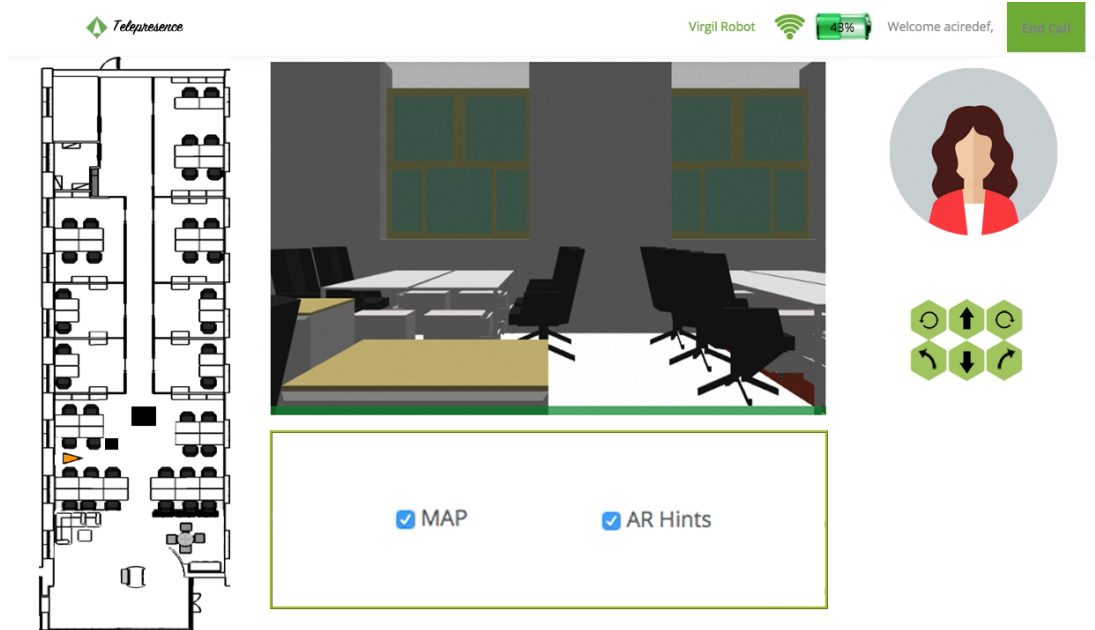 Telepresence
Virgil Robot
43%
Welcome aciredef,
End Call
MAP
AR Hints